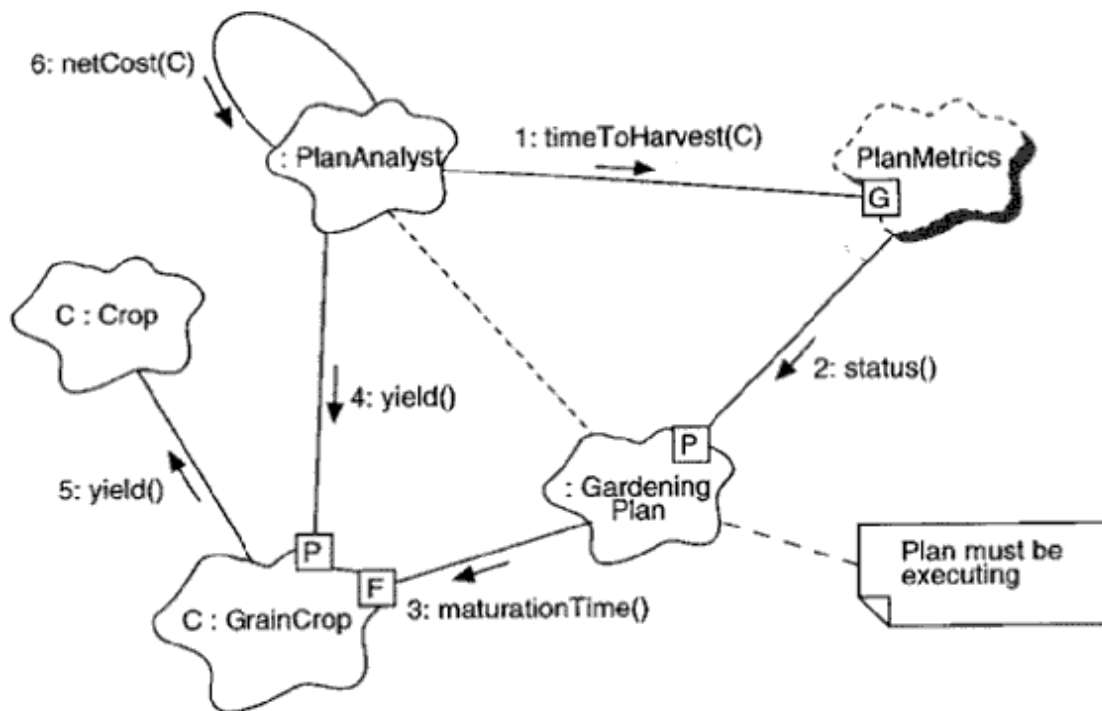 6: netCost(C)
: PlanAnalyst
1: timeToHarvest(C)
PlanMetrics
G
C : Crop
4: yield()
2: status()
P
5: yield()
: Gardening
Plan
P
F
C : GrainCrop
3: maturationTime()
Plan must be
executing